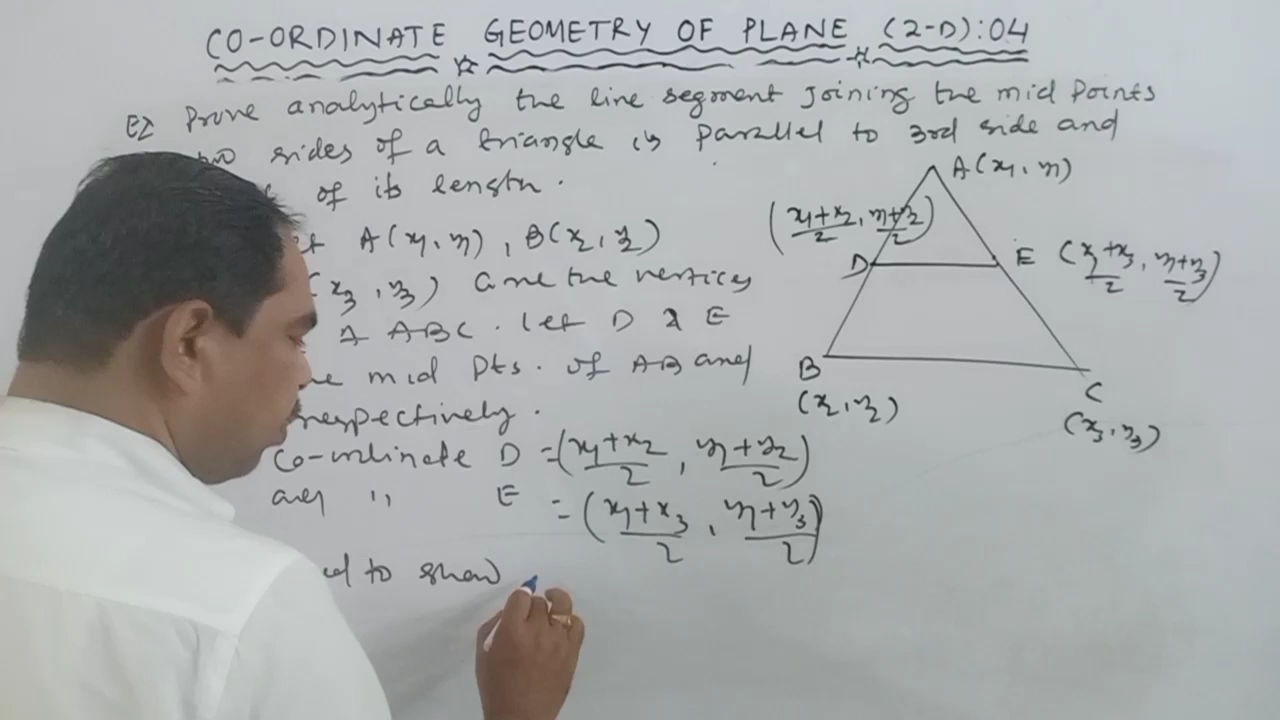 CO-ORDINATE GEOMETRY OF PLANE (2-D):04
Ex Prove analytically the line segment joining the mid points
sides of a triangle is parallel to 3rd side and
of its length.
A(x1, y1), B(x2, y2)
(x3, y3) are the vertices
Δ ABC. Let D & E
mid pts. of AB and
respectively.
Co-ordinate D = (x1+x2/2, y1+y2/2)
and ,, E = (x1+x3/2, y1+y3/2)
to show
A(x1, y1)
(x1+x2/2, y1+y2/2)
D
E (x1+x3/2, y1+y3/2)
B
(x2, y2)
C
(x3, y3)